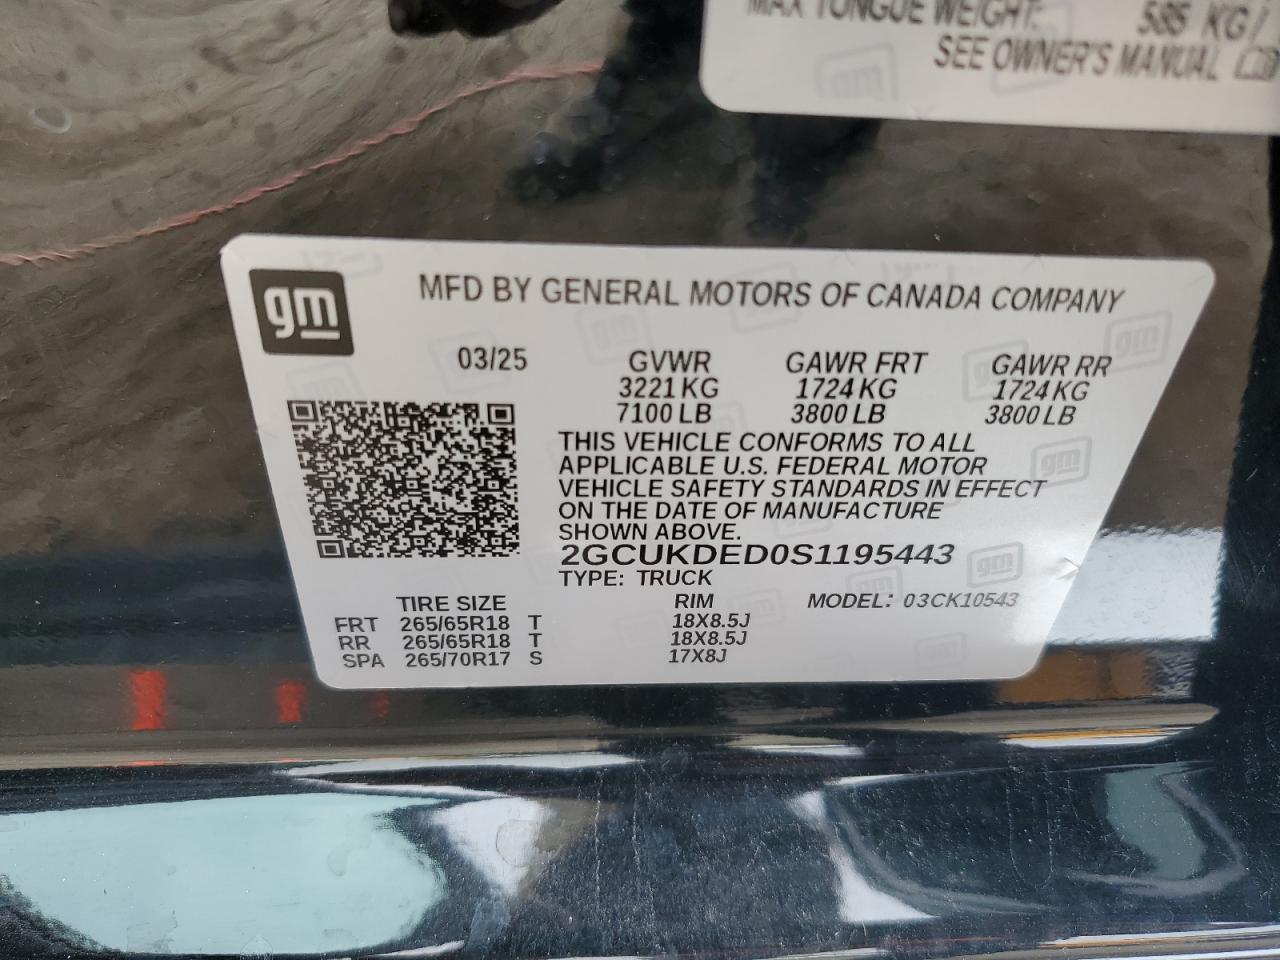 MAX TONGUE WEIGHT: 585 KG/
SEE OWNER'S MANUAL
gm
MFD BY GENERAL MOTORS OF CANADA COMPANY
03/25 GVWR GAWR FRT GAWR RR
3221 KG 1724 KG 1724 KG
7100 LB 3800 LB 3800 LB
THIS VEHICLE CONFORMS TO ALL
APPLICABLE U.S. FEDERAL MOTOR
VEHICLE SAFETY STANDARDS IN EFFECT
ON THE DATE OF MANUFACTURE
SHOWN ABOVE.
2GCUKDED0S1195443
TYPE: TRUCK
TIRE SIZE RIM MODEL: 03CK10543
FRT 265/65R18 T 18X8.5J
RR 265/65R18 T 18X8.5J
SPA 265/70R17 S 17X8J